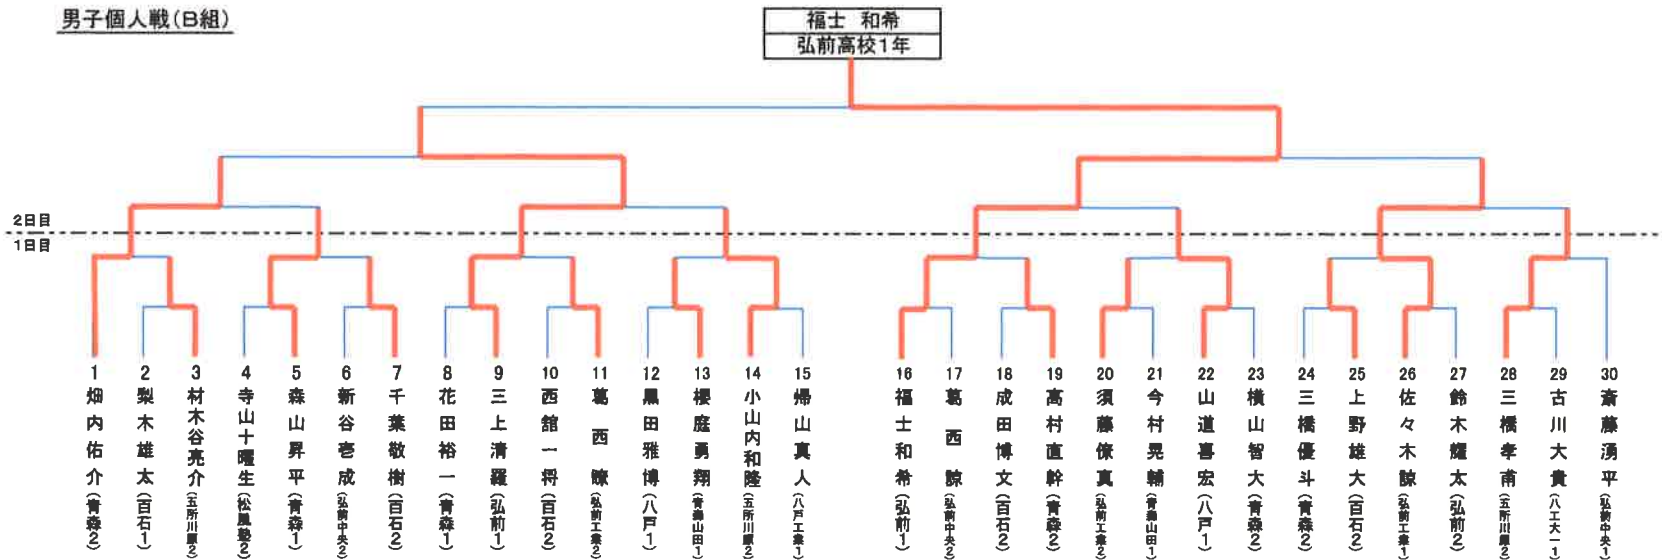 男子個人戦(B組)
福士 和希
弘前高校1年
2日目
1日目
1 畑内佑介(青森2)
2 梨木雄太(百石1)
3 材木谷亮介(五所川原2)
4 寺山十曜生(松風塾2)
5 森山昇平(青森1)
6 新谷壱成(弘前中央2)
7 千葉敬樹(百石2)
8 花田裕一(青森1)
9 三上清羅(弘前1)
10 西舘一将(百石2)
11 葛西瞭(弘前工業2)
12 黒田雅博(八戸1)
13 櫻庭勇翔(青森山田1)
14 小山内和隆(五所川原2)
15 帰山真人(八戸工業1)
16 福士和希(弘前1)
17 葛西諒(弘前中央2)
18 成田博文(百石2)
19 高村直幹(青森2)
20 須藤僚真(弘前工業2)
21 今村晃輔(青森山田1)
22 山道喜宏(八戸1)
23 横山智大(青森2)
24 三橋優斗(青森2)
25 上野雄大(百石2)
26 佐々木諒(弘前工業1)
27 鈴木耀太(弘前2)
28 三橋孝甫(五所川原2)
29 古川大貴(八工大一1)
30 斎藤湧平(弘前中央1)